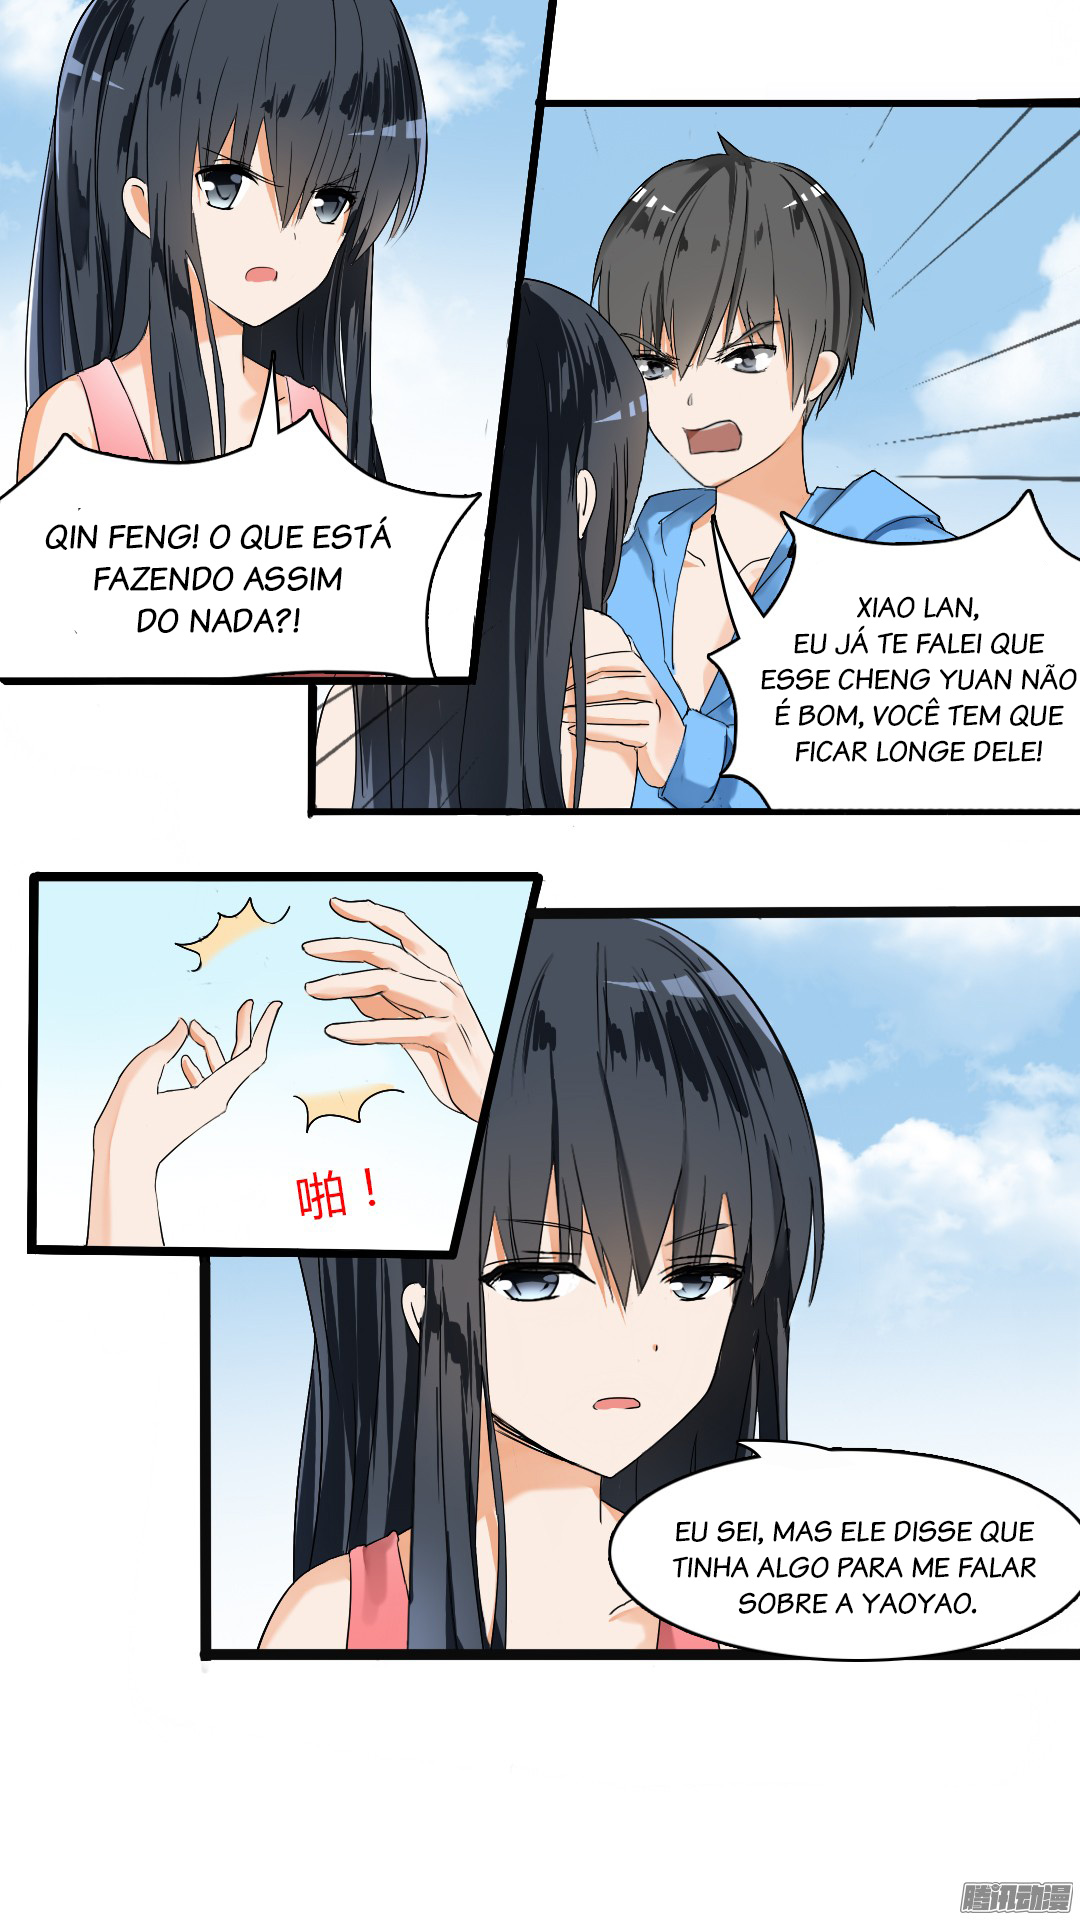 QIN FENG! O QUE ESTÁ
FAZENDO ASSIM
DO NADA?!
XIAO LAN,
EU JÁ TE FALEI QUE
ESSE CHENG YUAN NÃO
É BOM, VOCÊ TEM QUE
FICAR LONGE DELE!
啪！
EU SEI, MAS ELE DISSE QUE
TINHA ALGO PARA ME FALAR
SOBRE A YAOYAO.
腾讯动漫